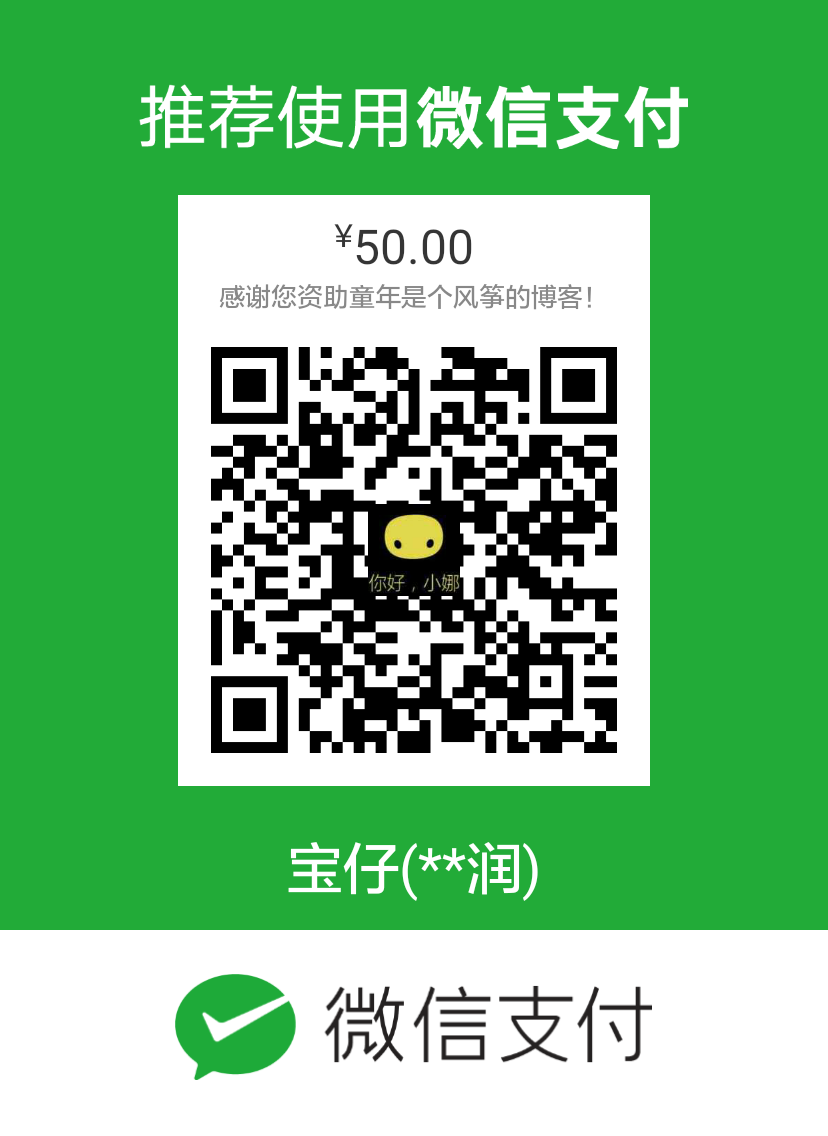 推荐使用微信支付
¥50.00
感谢您资助童年是个风筝的博客!
你好，小娜
宝仔(**润)
微信支付